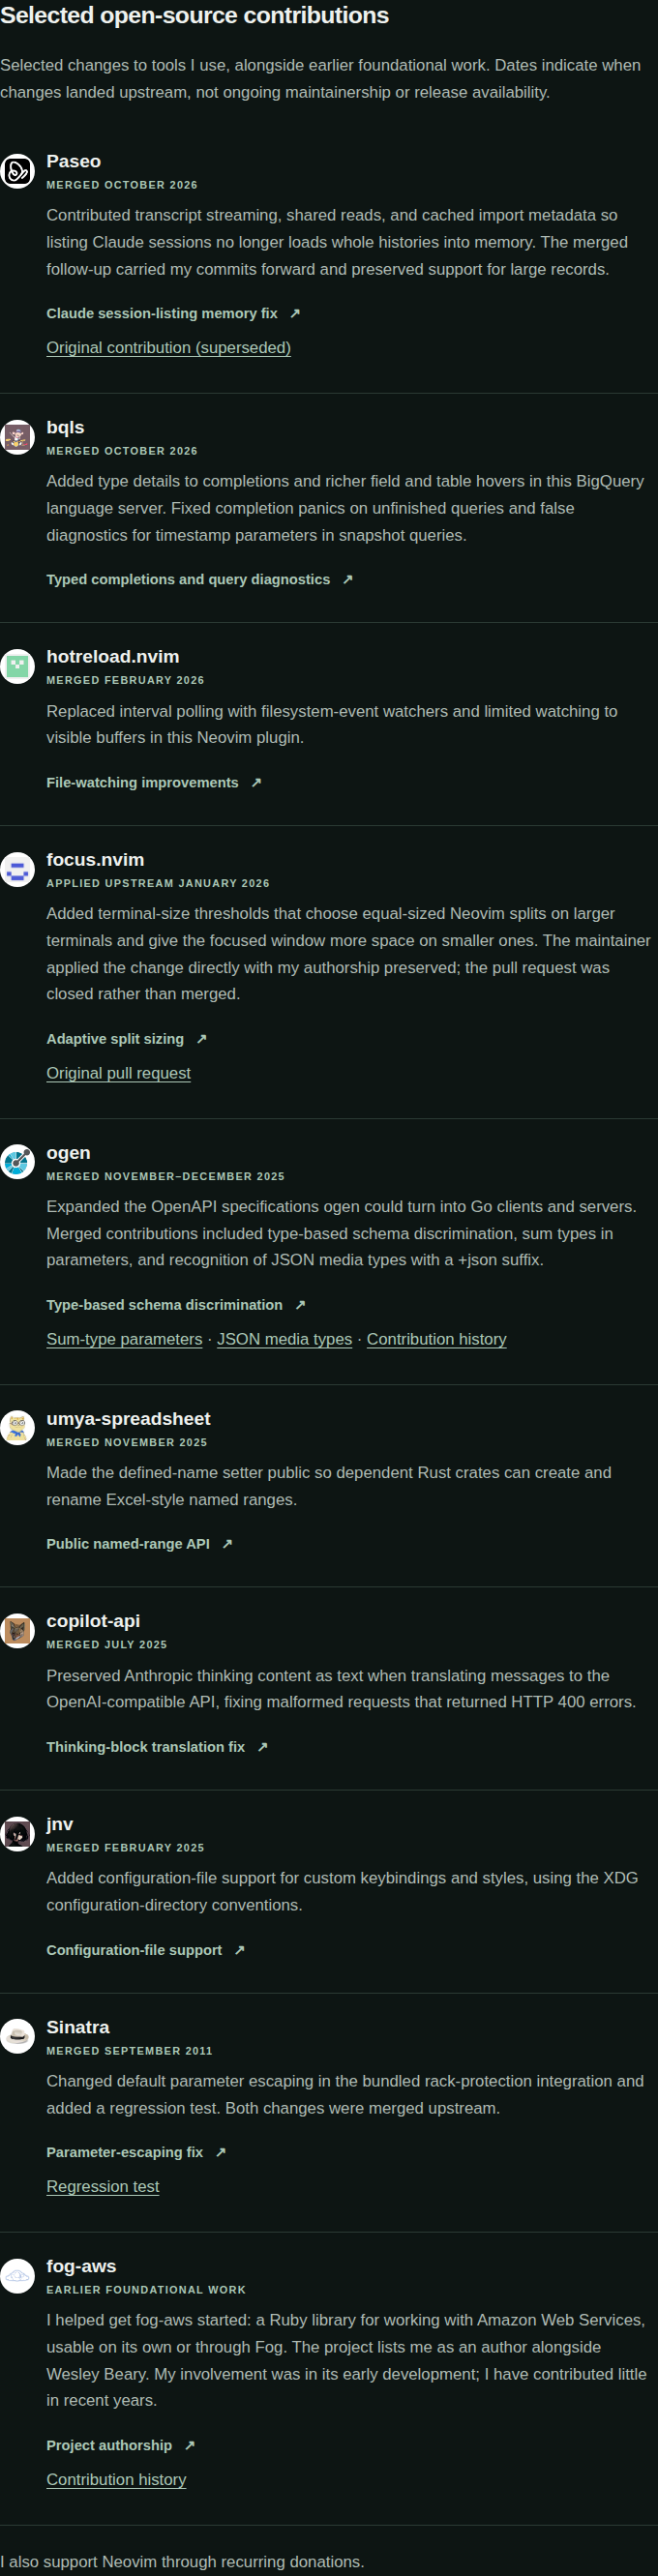 Selected open-source contributions
Selected changes to tools I use, alongside earlier foundational work. Dates indicate when
changes landed upstream, not ongoing maintainership or release availability.
Paseo
MERGED OCTOBER 2026
Contributed transcript streaming, shared reads, and cached import metadata so
listing Claude sessions no longer loads whole histories into memory. The merged
follow-up carried my commits forward and preserved support for large records.
Claude session-listing memory fix ↗
Original contribution (superseded)
bqls
MERGED OCTOBER 2026
Added type details to completions and richer field and table hovers in this BigQuery
language server. Fixed completion panics on unfinished queries and false
diagnostics for timestamp parameters in snapshot queries.
Typed completions and query diagnostics ↗
hotreload.nvim
MERGED FEBRUARY 2026
Replaced interval polling with filesystem-event watchers and limited watching to
visible buffers in this Neovim plugin.
File-watching improvements ↗
focus.nvim
APPLIED UPSTREAM JANUARY 2026
Added terminal-size thresholds that choose equal-sized Neovim splits on larger
terminals and give the focused window more space on smaller ones. The maintainer
applied the change directly with my authorship preserved; the pull request was
closed rather than merged.
Adaptive split sizing ↗
Original pull request
ogen
MERGED NOVEMBER–DECEMBER 2025
Expanded the OpenAPI specifications ogen could turn into Go clients and servers.
Merged contributions included type-based schema discrimination, sum types in
parameters, and recognition of JSON media types with a +json suffix.
Type-based schema discrimination ↗
Sum-type parameters · JSON media types · Contribution history
umya-spreadsheet
MERGED NOVEMBER 2025
Made the defined-name setter public so dependent Rust crates can create and
rename Excel-style named ranges.
Public named-range API ↗
copilot-api
MERGED JULY 2025
Preserved Anthropic thinking content as text when translating messages to the
OpenAI-compatible API, fixing malformed requests that returned HTTP 400 errors.
Thinking-block translation fix ↗
jnv
MERGED FEBRUARY 2025
Added configuration-file support for custom keybindings and styles, using the XDG
configuration-directory conventions.
Configuration-file support ↗
Sinatra
MERGED SEPTEMBER 2011
Changed default parameter escaping in the bundled rack-protection integration and
added a regression test. Both changes were merged upstream.
Parameter-escaping fix ↗
Regression test
fog-aws
EARLIER FOUNDATIONAL WORK
I helped get fog-aws started: a Ruby library for working with Amazon Web Services,
usable on its own or through Fog. The project lists me as an author alongside
Wesley Beary. My involvement was in its early development; I have contributed little
in recent years.
Project authorship ↗
Contribution history
I also support Neovim through recurring donations.